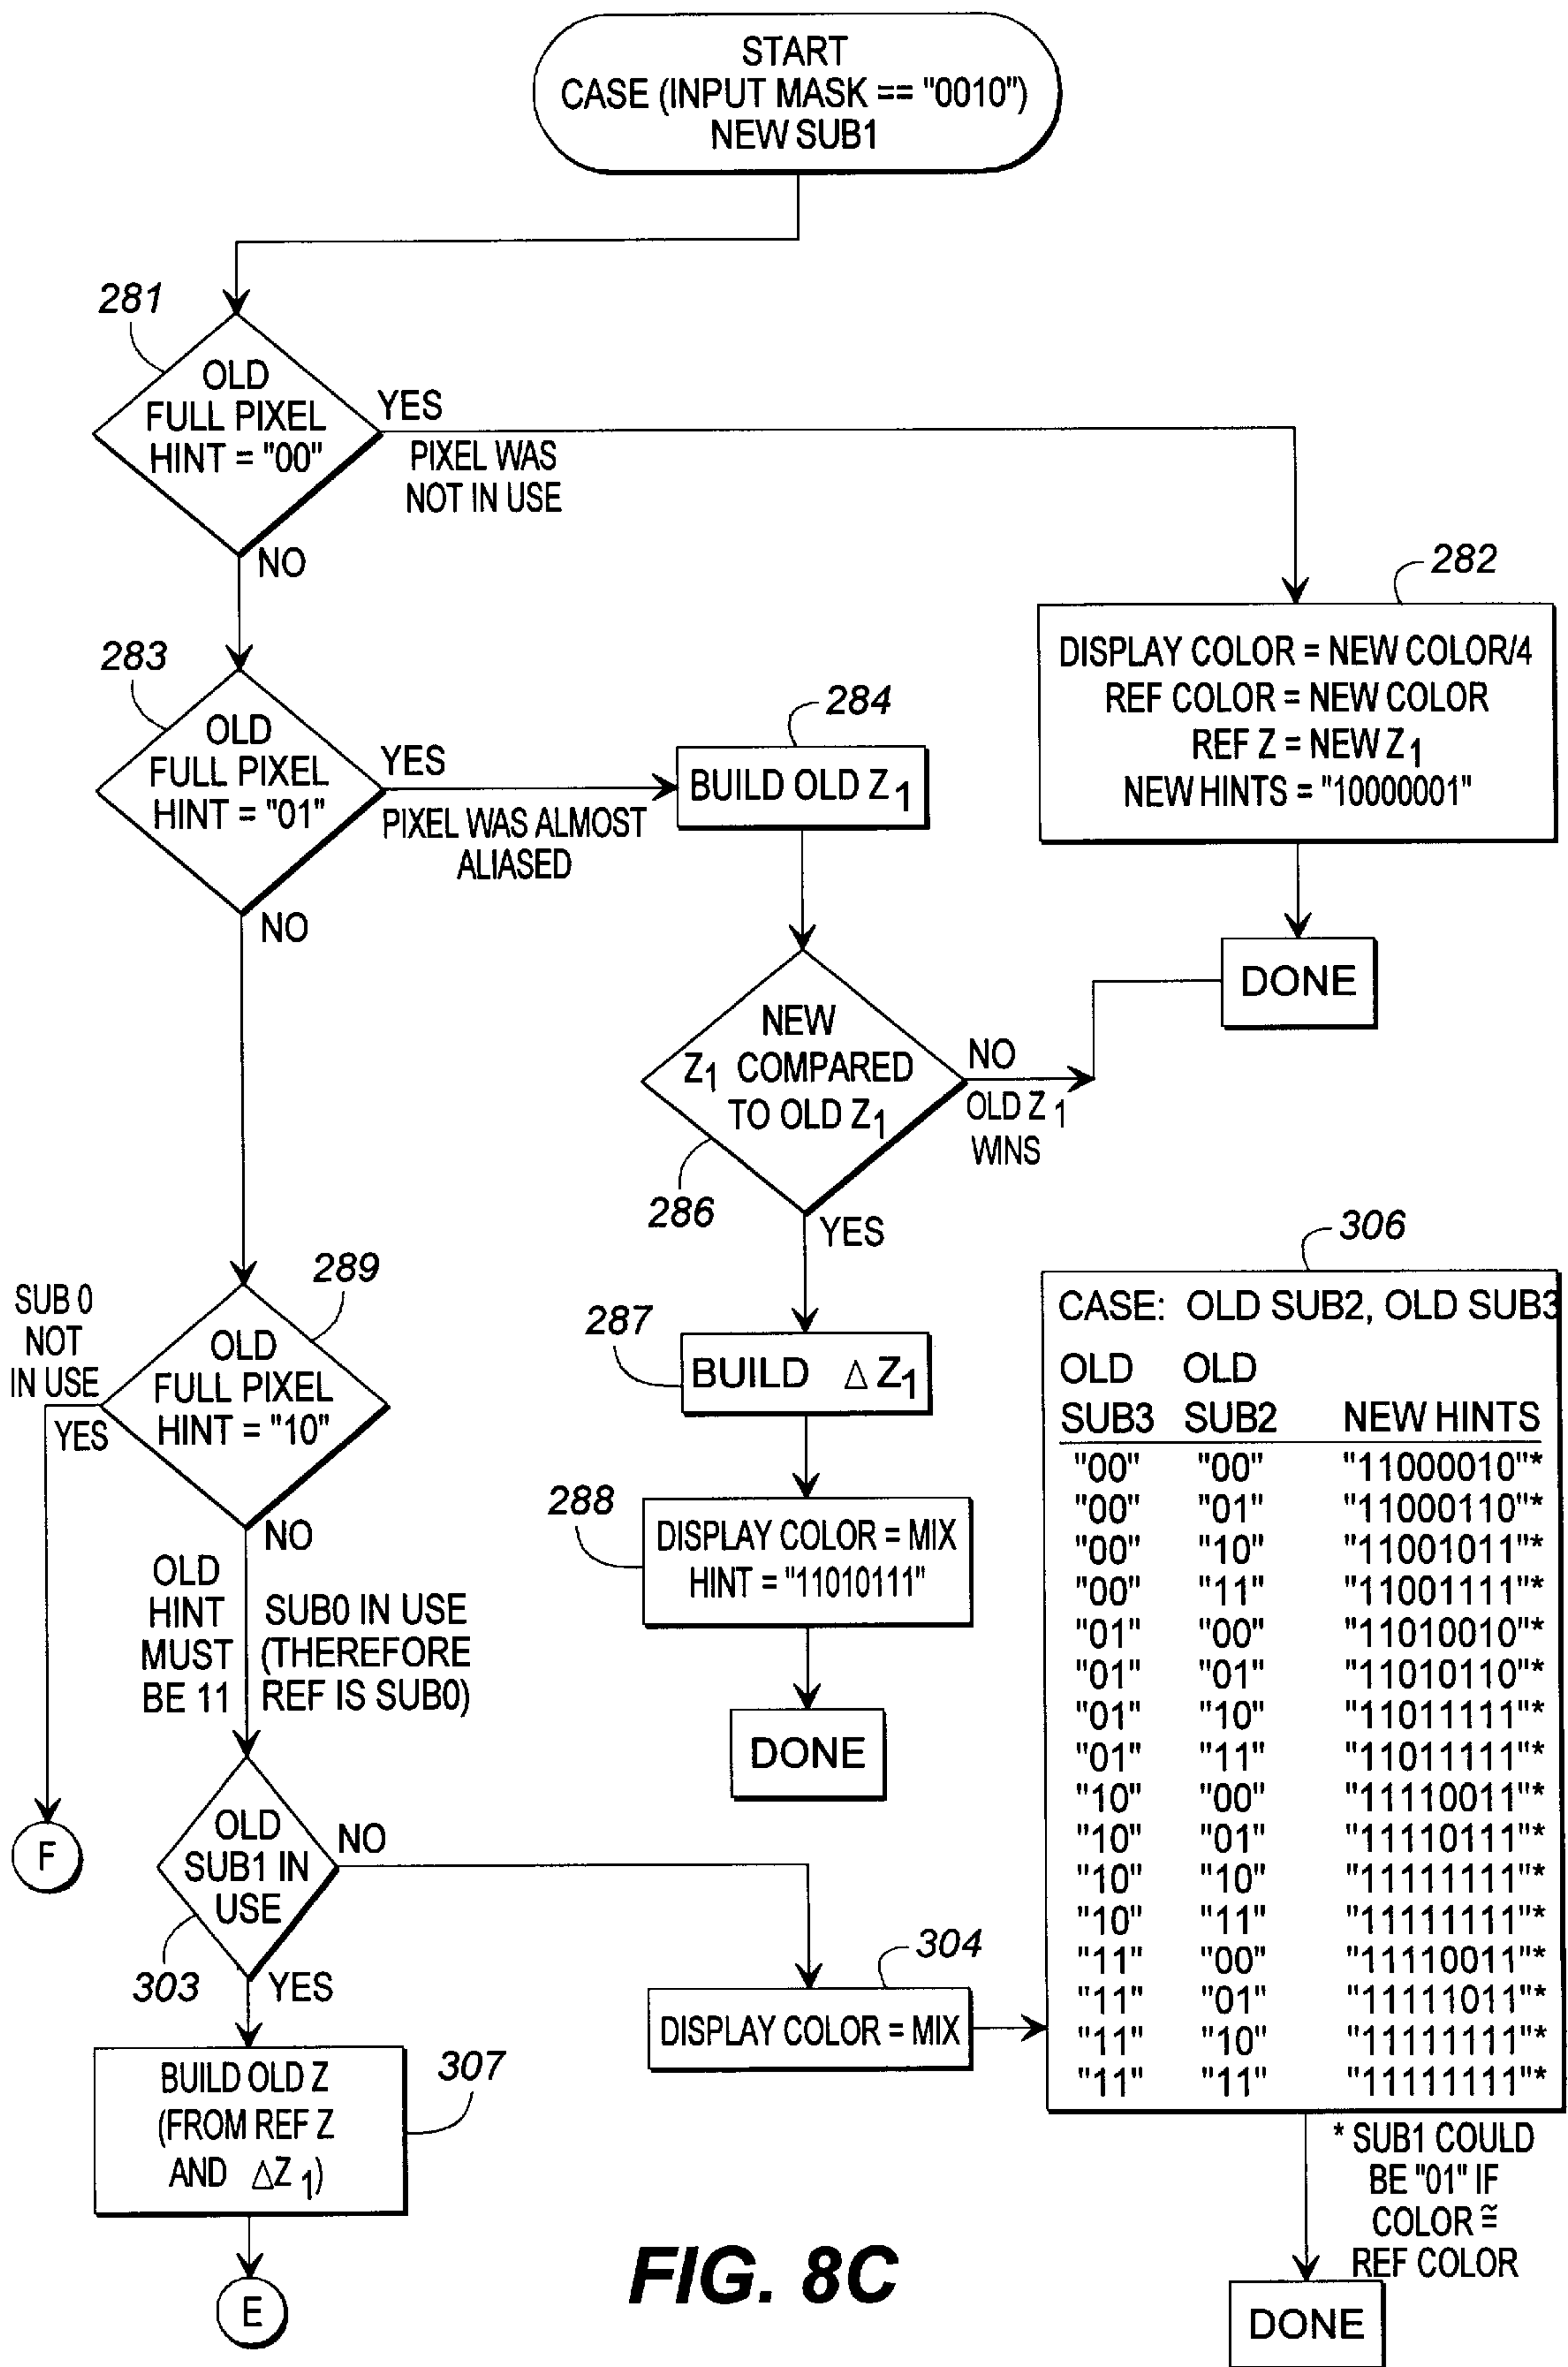 START
CASE (INPUT MASK == "0010")
NEW SUB1
281
OLD
FULL PIXEL
HINT = "00"
YES
PIXEL WAS
NOT IN USE
NO
282
DISPLAY COLOR = NEW COLOR/4
REF COLOR = NEW COLOR
REF Z = NEW Z1
NEW HINTS = "10000001"
DONE
283
OLD
FULL PIXEL
HINT = "01"
YES
PIXEL WAS ALMOST
ALIASED
NO
284
BUILD OLD Z1
NEW
Z1 COMPARED
TO OLD Z1
NO
OLD Z1
WINS
286
YES
287
BUILD Δ Z1
288
DISPLAY COLOR = MIX
HINT = "11010111"
DONE
289
SUB 0
NOT
IN USE
YES
OLD
FULL PIXEL
HINT = "10"
NO
OLD
HINT
MUST
BE 11
SUB0 IN USE
(THEREFORE
REF IS SUB0)
F
OLD
SUB1 IN
USE
NO
303
YES
304
DISPLAY COLOR = MIX
BUILD OLD Z
(FROM REF Z
AND ΔZ1)
307
E
306
CASE: OLD SUB2, OLD SUB3
OLD OLD
SUB3 SUB2 NEW HINTS
"00" "00" "11000010"*
"00" "01" "11000110"*
"00" "10" "11001011"*
"00" "11" "11001111"*
"01" "00" "11010010"*
"01" "01" "11010110"*
"01" "10" "11011111"*
"01" "11" "11011111"*
"10" "00" "11110011"*
"10" "01" "11110111"*
"10" "10" "11111111"*
"10" "11" "11111111"*
"11" "00" "11110011"*
"11" "01" "11111011"*
"11" "10" "11111111"*
"11" "11" "11111111"*
* SUB1 COULD
BE "01" IF
COLOR ≅
REF COLOR
DONE
FIG. 8C